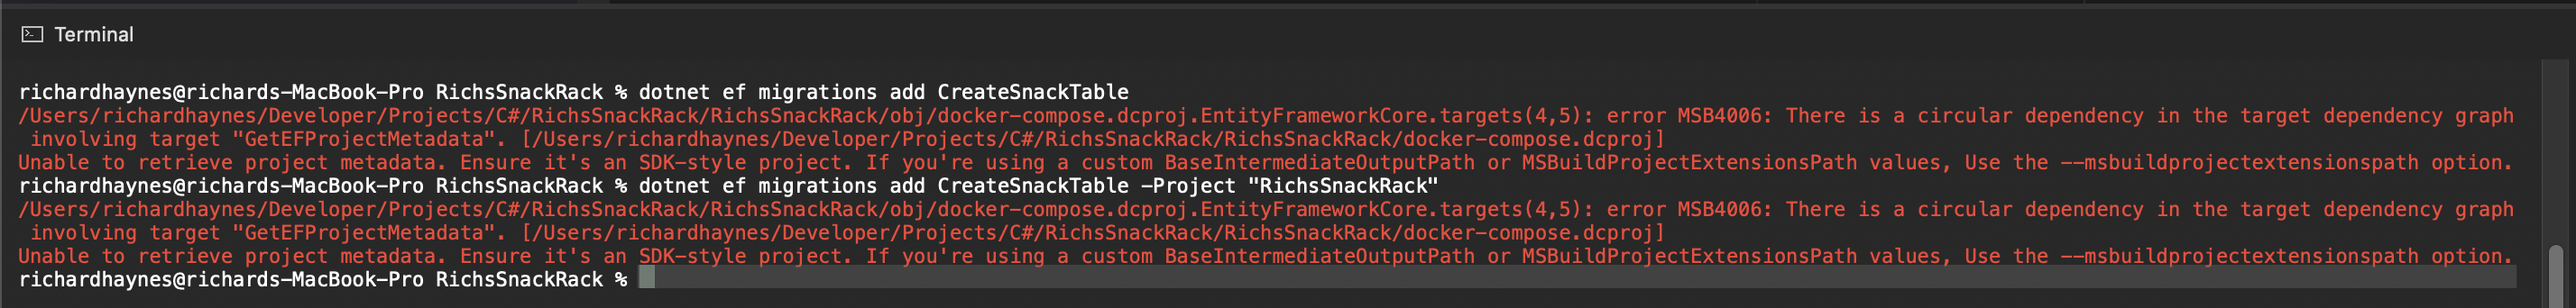 Terminal
richardhaynes@richards-MacBook-Pro RichsSnackRack % dotnet ef migrations add CreateSnackTable
/Users/richardhaynes/Developer/Projects/C#/RichsSnackRack/RichsSnackRack/obj/docker-compose.dcproj.EntityFrameworkCore.targets(4,5): error MSB4006: There is a circular dependency in the target dependency graph
involving target "GetEFProjectMetadata". [/Users/richardhaynes/Developer/Projects/C#/RichsSnackRack/RichsSnackRack/docker-compose.dcproj]
Unable to retrieve project metadata. Ensure it's an SDK-style project. If you're using a custom BaseIntermediateOutputPath or MSBuildProjectExtensionsPath values, Use the --msbuildprojectextensionspath option.
richardhaynes@richards-MacBook-Pro RichsSnackRack % dotnet ef migrations add CreateSnackTable -Project "RichsSnackRack"
/Users/richardhaynes/Developer/Projects/C#/RichsSnackRack/RichsSnackRack/obj/docker-compose.dcproj.EntityFrameworkCore.targets(4,5): error MSB4006: There is a circular dependency in the target dependency graph
involving target "GetEFProjectMetadata". [/Users/richardhaynes/Developer/Projects/C#/RichsSnackRack/RichsSnackRack/docker-compose.dcproj]
Unable to retrieve project metadata. Ensure it's an SDK-style project. If you're using a custom BaseIntermediateOutputPath or MSBuildProjectExtensionsPath values, Use the --msbuildprojectextensionspath option.
richardhaynes@richards-MacBook-Pro RichsSnackRack %